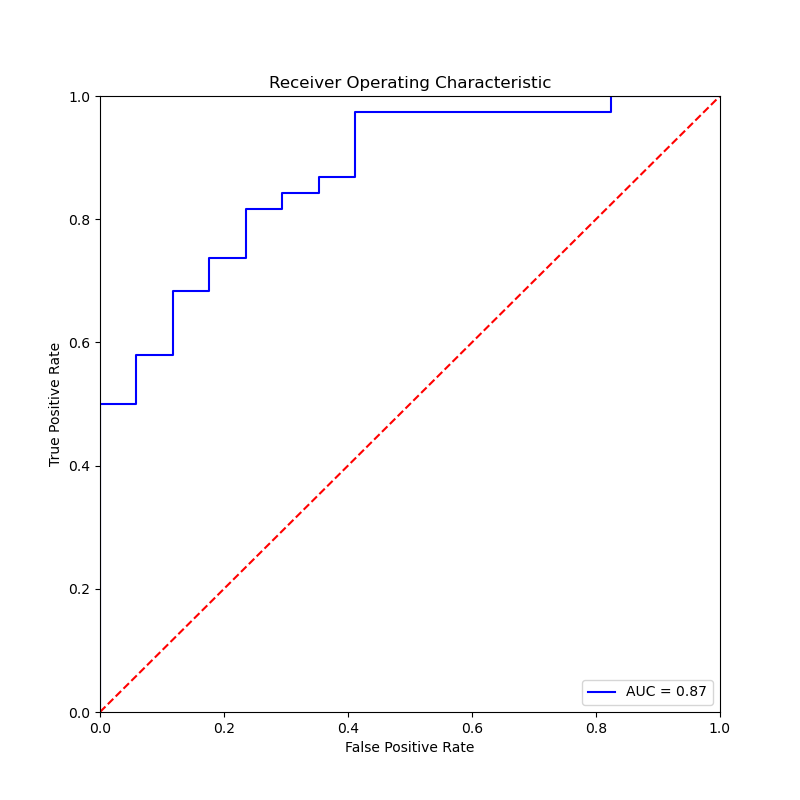 Receiver Operating Characteristic
True Positive Rate
1.0
0.8
0.6
0.4
0.2
0.0
AUC = 0.87
0.0 0.2 0.4 0.6 0.8 1.0
False Positive Rate